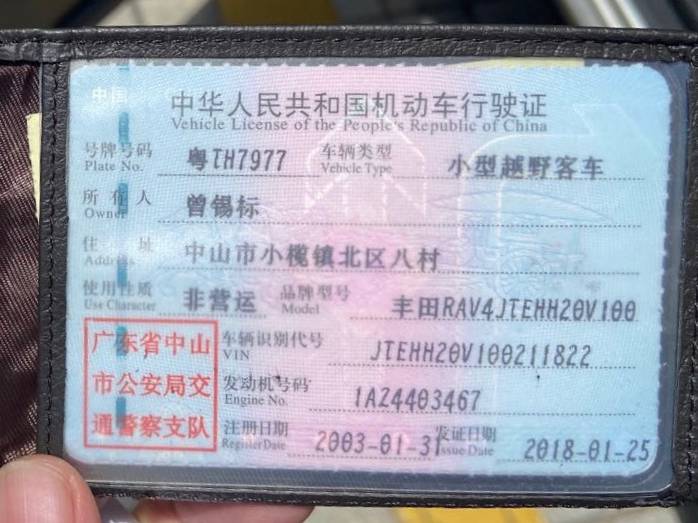 中国
中华人民共和国机动车行驶证
Vehicle License of the People's Republic of China
号牌号码 粤TH7977 车辆类型 小型越野客车
Plate No. Vehicle Type
所有人 曾锡标
Owner
住址 中山市小榄镇北区八村
Address
使用性质 非营运 品牌型号 丰田RAV4JTEHH20V100
Use Character Model
广东省中山
市公安局交
通警察支队
车辆识别代号 JTEHH20V100211822
VIN
发动机号码 1AZ4403467
Engine No.
注册日期 2003-01-31 发证日期 2018-01-25
Register Date Issue Date